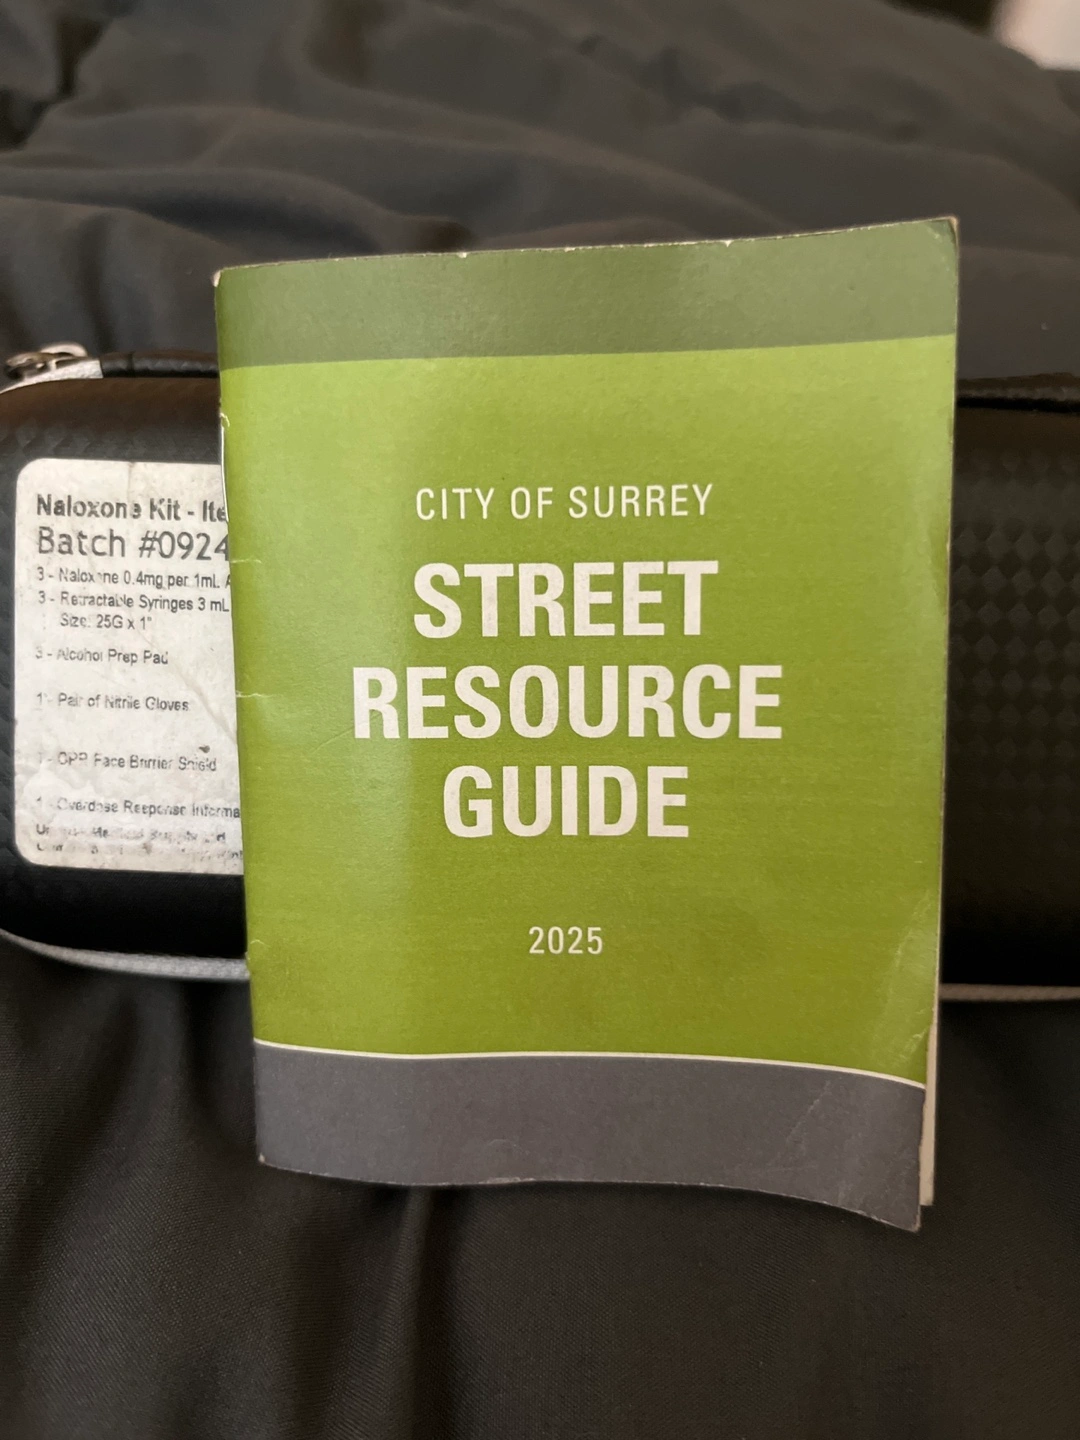 Naloxone Kit - Ite
Batch #0924
3 - Naloxone 0.4mg per 1mL A
3 - Retractable Syringes 3 mL
Size: 25G x 1"
3 - Alcohol Prep Pad
1 - Pair of Nitrile Gloves
1 - CPR Face Barrier Shield
1 - Overdose Response Informa
CITY OF SURREY
STREET
RESOURCE
GUIDE
2025